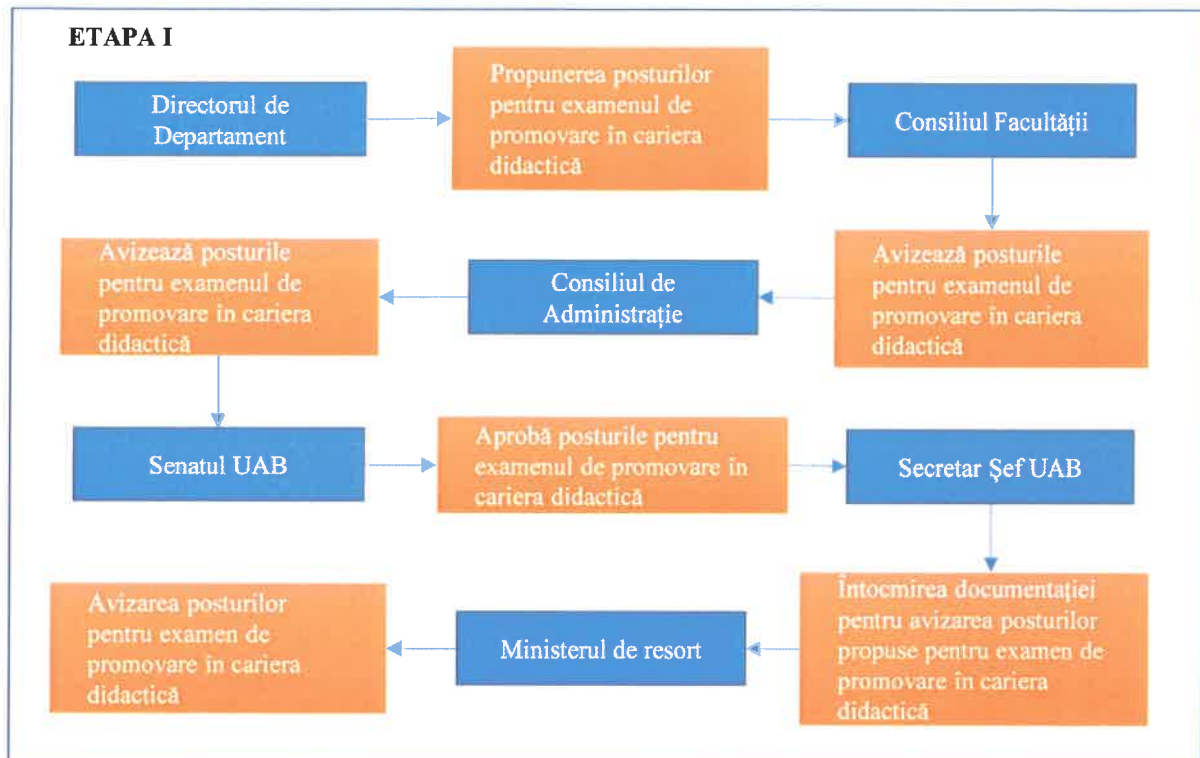 ETAPA I
Directorul de
Departament
Propunerea posturilor
pentru examenul de
promovare în cariera
didactică
Consiliul Facultății
Avizează posturile
pentru examenul de
promovare în cariera
didactică
Consiliul de
Administrație
Avizează posturile
pentru examenul de
promovare în cariera
didactică
Senatul UAB
Aprobă posturile pentru
examenul de promovare în
cariera didactică
Secretar Șef UAB
Întocmirea documentației
pentru avizarea posturilor
propuse pentru examen de
promovare în cariera
didactică
Ministerul de resort
Avizarea posturilor
pentru examen de
promovare în cariera
didactică